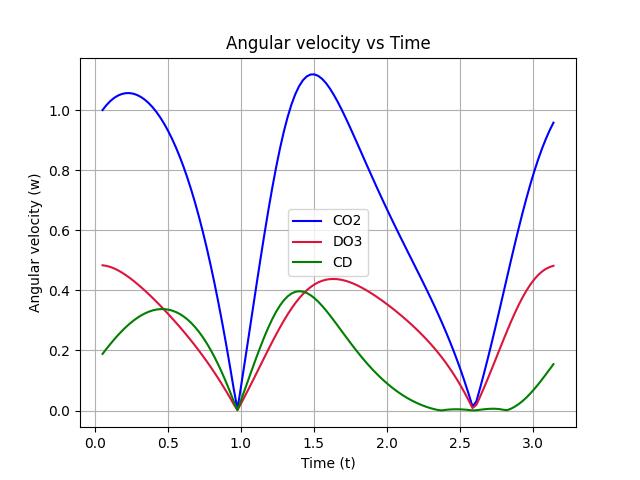 Angular velocity vs Time
Angular velocity (w)
1.0
0.8
0.6
0.4
0.2
0.0
CO2
DO3
CD
0.0 0.5 1.0 1.5 2.0 2.5 3.0
Time (t)